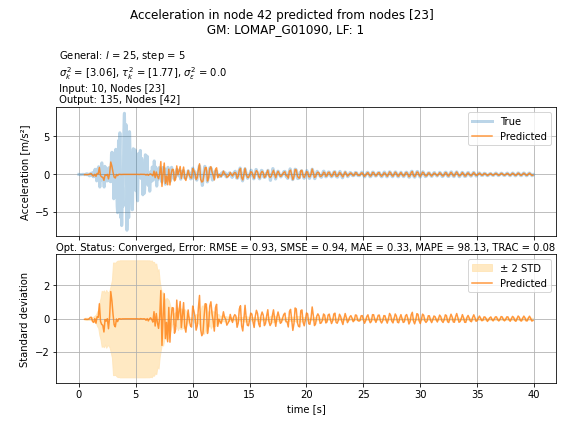 Acceleration in node 42 predicted from nodes [23]
GM: LOMAP_G01090, LF: 1
General: l = 25, step = 5
σ²ₖ = [3.06], τ²ₖ = [1.77], σ²ε = 0.0
Input: 10, Nodes [23]
Output: 135, Nodes [42]
Acceleration [m/s²]
5
0
−5
True
Predicted
Opt. Status: Converged, Error: RMSE = 0.93, SMSE = 0.94, MAE = 0.33, MAPE = 98.13, TRAC = 0.08
Standard deviation
2
0
−2
± 2 STD
Predicted
0 5 10 15 20 25 30 35 40
time [s]